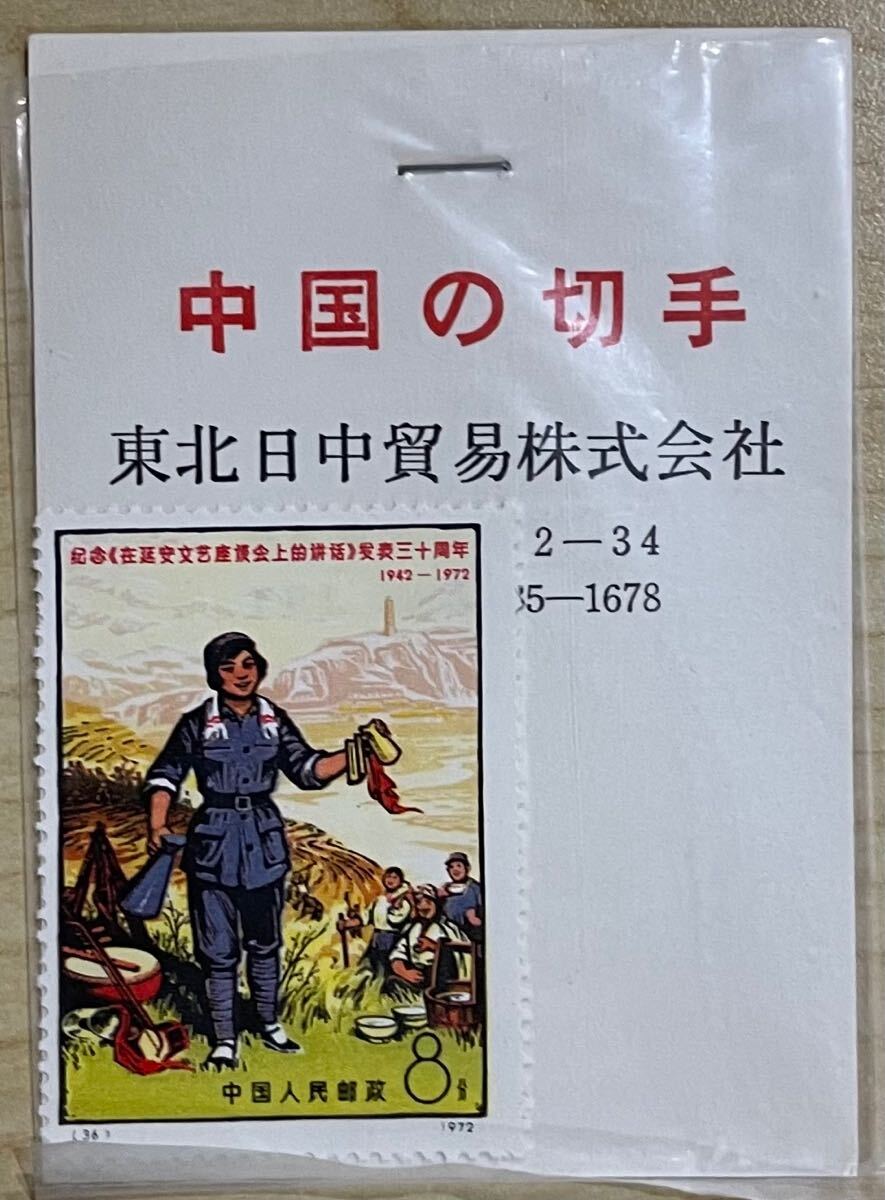 中国の切手
東北日中貿易株式会社
2—34
35—1678
纪念《在延安文艺座谈会上的讲话》发表三十周年
1942—1972
中国人民邮政 8分
(36) 1972